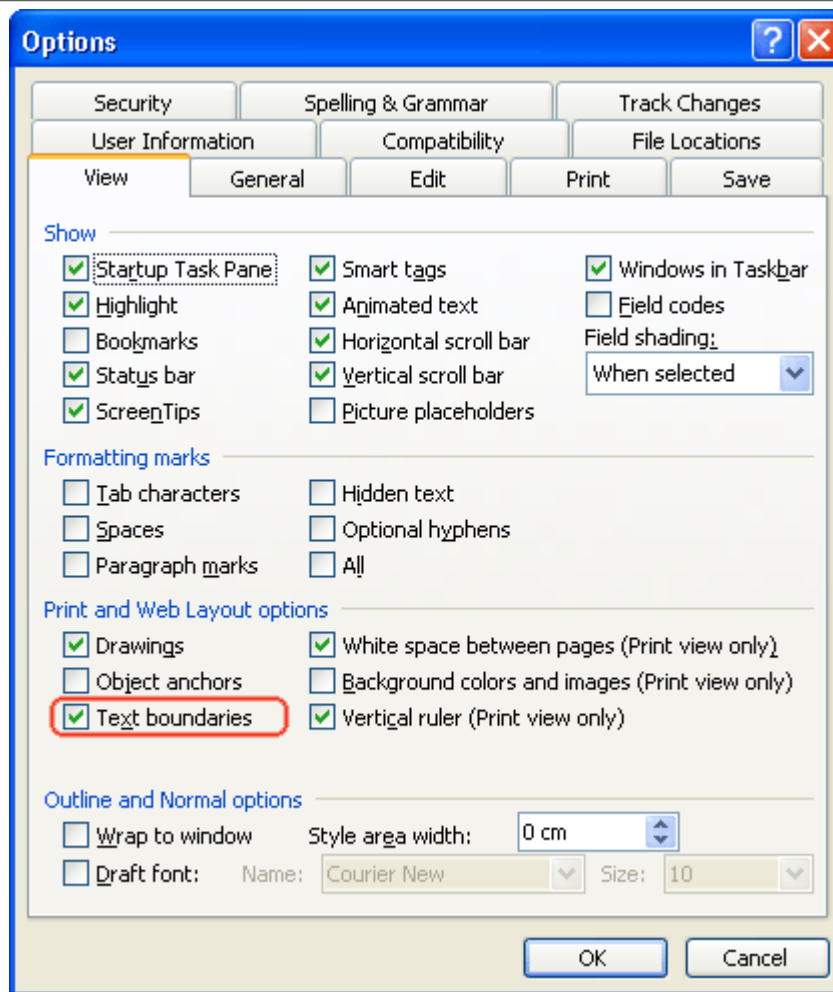 Options
Security Spelling & Grammar Track Changes
User Information Compatibility File Locations
View General Edit Print Save
Show
Startup Task Pane Smart tags Windows in Taskbar
Highlight Animated text Field codes
Bookmarks Horizontal scroll bar Field shading:
Status bar Vertical scroll bar When selected
ScreenTips Picture placeholders
Formatting marks
Tab characters Hidden text
Spaces Optional hyphens
Paragraph marks All
Print and Web Layout options
Drawings White space between pages (Print view only)
Object anchors Background colors and images (Print view only)
Text boundaries Vertical ruler (Print view only)
Outline and Normal options
Wrap to window Style area width: 0 cm
Draft font: Name: Courier New Size: 10
OK Cancel